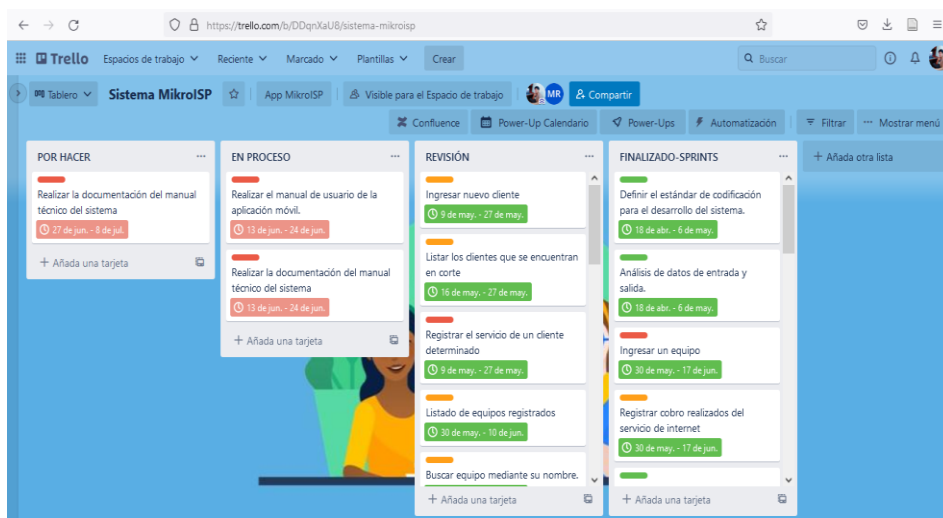 https://trello.com/b/DDqnXaU8/sistema-mikroisp
Trello Espacios de trabajo Reciente Marcado Plantillas Crear Buscar
Tablero Sistema MikroISP App MikroISP Visible para el Espacio de trabajo MR Compartir
Confluence Power-Up Calendario Power-Ups Automatización Filtrar ··· Mostrar menú
POR HACER ···
Realizar la documentación del manual
técnico del sistema
27 de jun. - 8 de jul.
+ Añada una tarjeta
EN PROCESO ···
Realizar el manual de usuario de la
aplicación móvil.
13 de jun. - 24 de jun.
Realizar la documentación del manual
técnico del sistema
13 de jun. - 24 de jun.
+ Añada una tarjeta
REVISIÓN ···
Ingresar nuevo cliente
9 de may. - 27 de may.
Listar los clientes que se encuentran
en corte
16 de may. - 27 de may.
Registrar el servicio de un cliente
determinado
9 de may. - 27 de may.
Listado de equipos registrados
30 de may. - 10 de jun.
Buscar equipo mediante su nombre.
+ Añada una tarjeta
FINALIZADO-SPRINTS ···
Definir el estándar de codificación
para el desarrollo del sistema.
18 de abr. - 6 de may.
Análisis de datos de entrada y
salida.
18 de abr. - 6 de may.
Ingresar un equipo
30 de may. - 17 de jun.
Registrar cobro realizados del
servicio de internet
30 de may. - 17 de jun.
+ Añada una tarjeta
+ Añada otra lista